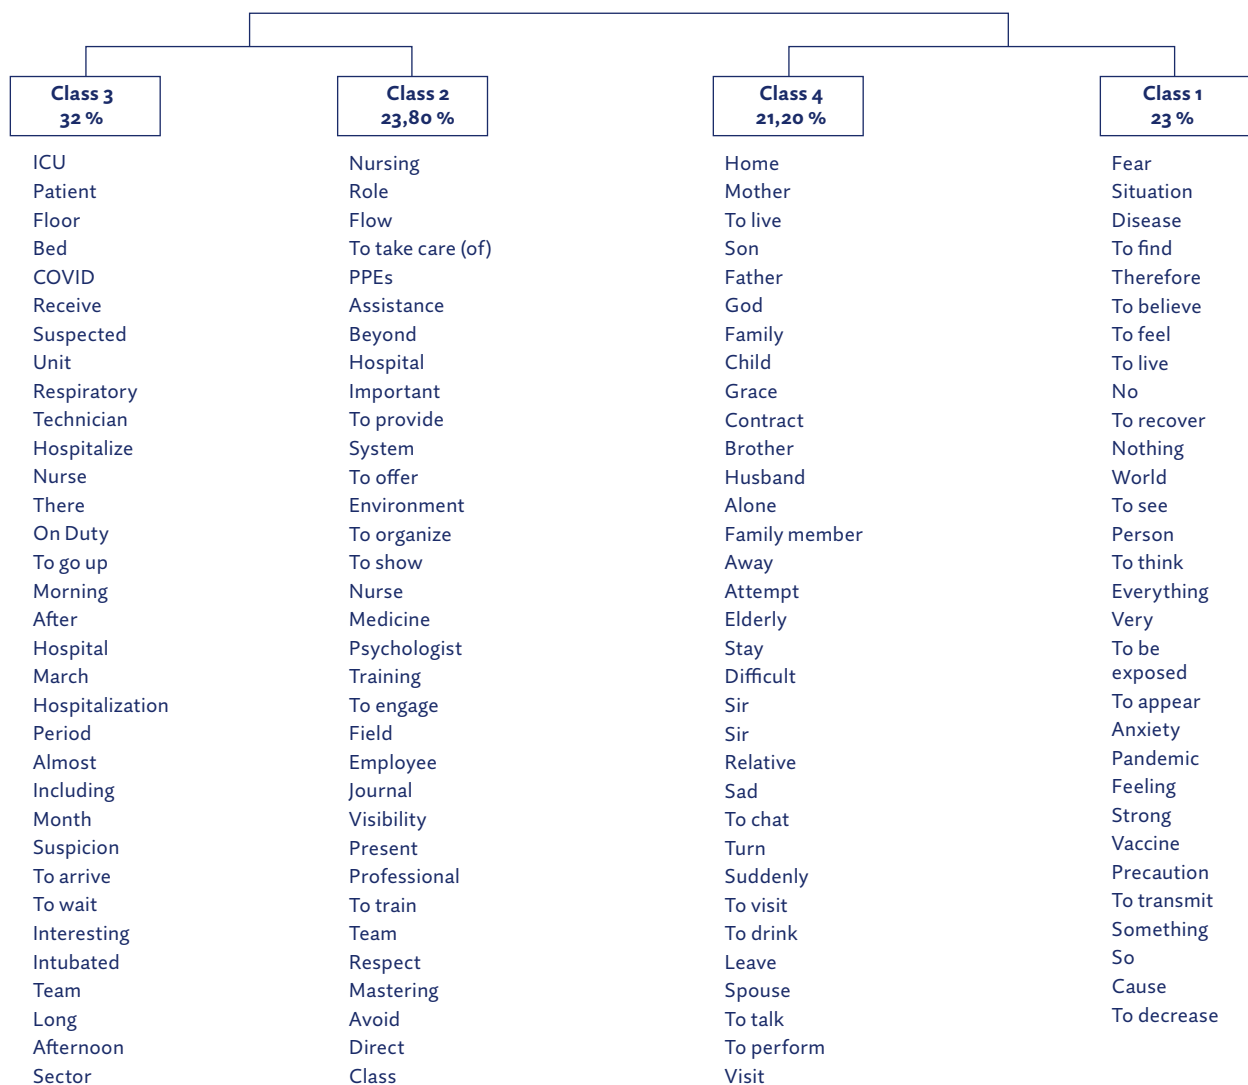 Class 3
32 %
ICU
Patient
Floor
Bed
COVID
Receive
Suspected
Unit
Respiratory
Technician
Hospitalize
Nurse
There
On Duty
To go up
Morning
After
Hospital
March
Hospitalization
Period
Almost
Including
Month
Suspicion
To arrive
To wait
Interesting
Intubated
Team
Long
Afternoon
Sector
Class 2
23,80 %
Nursing
Role
Flow
To take care (of)
PPEs
Assistance
Beyond
Hospital
Important
To provide
System
To offer
Environment
To organize
To show
Nurse
Medicine
Psychologist
Training
To engage
Field
Employee
Journal
Visibility
Present
Professional
To train
Team
Respect
Mastering
Avoid
Direct
Class
Class 4
21,20 %
Home
Mother
To live
Son
Father
God
Family
Child
Grace
Contract
Brother
Husband
Alone
Family member
Away
Attempt
Elderly
Stay
Difficult
Sir
Sir
Relative
Sad
To chat
Turn
Suddenly
To visit
To drink
Leave
Spouse
To talk
To perform
Visit
Class 1
23 %
Fear
Situation
Disease
To find
Therefore
To believe
To feel
To live
No
To recover
Nothing
World
To see
Person
To think
Everything
Very
To be
exposed
To appear
Anxiety
Pandemic
Feeling
Strong
Vaccine
Precaution
To transmit
Something
So
Cause
To decrease